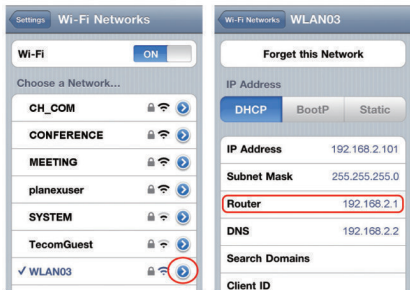 Settings Wi-Fi Networks
Wi-Fi ON
Choose a Network...
CH_COM
CONFERENCE
MEETING
planexuser
SYSTEM
TecomGuest
✓ WLAN03
Wi-Fi Networks WLAN03
Forget this Network
IP Address
DHCP BootP Static
IP Address 192.168.2.101
Subnet Mask 255.255.255.0
Router 192.168.2.1
DNS 192.168.2.2
Search Domains
Client ID